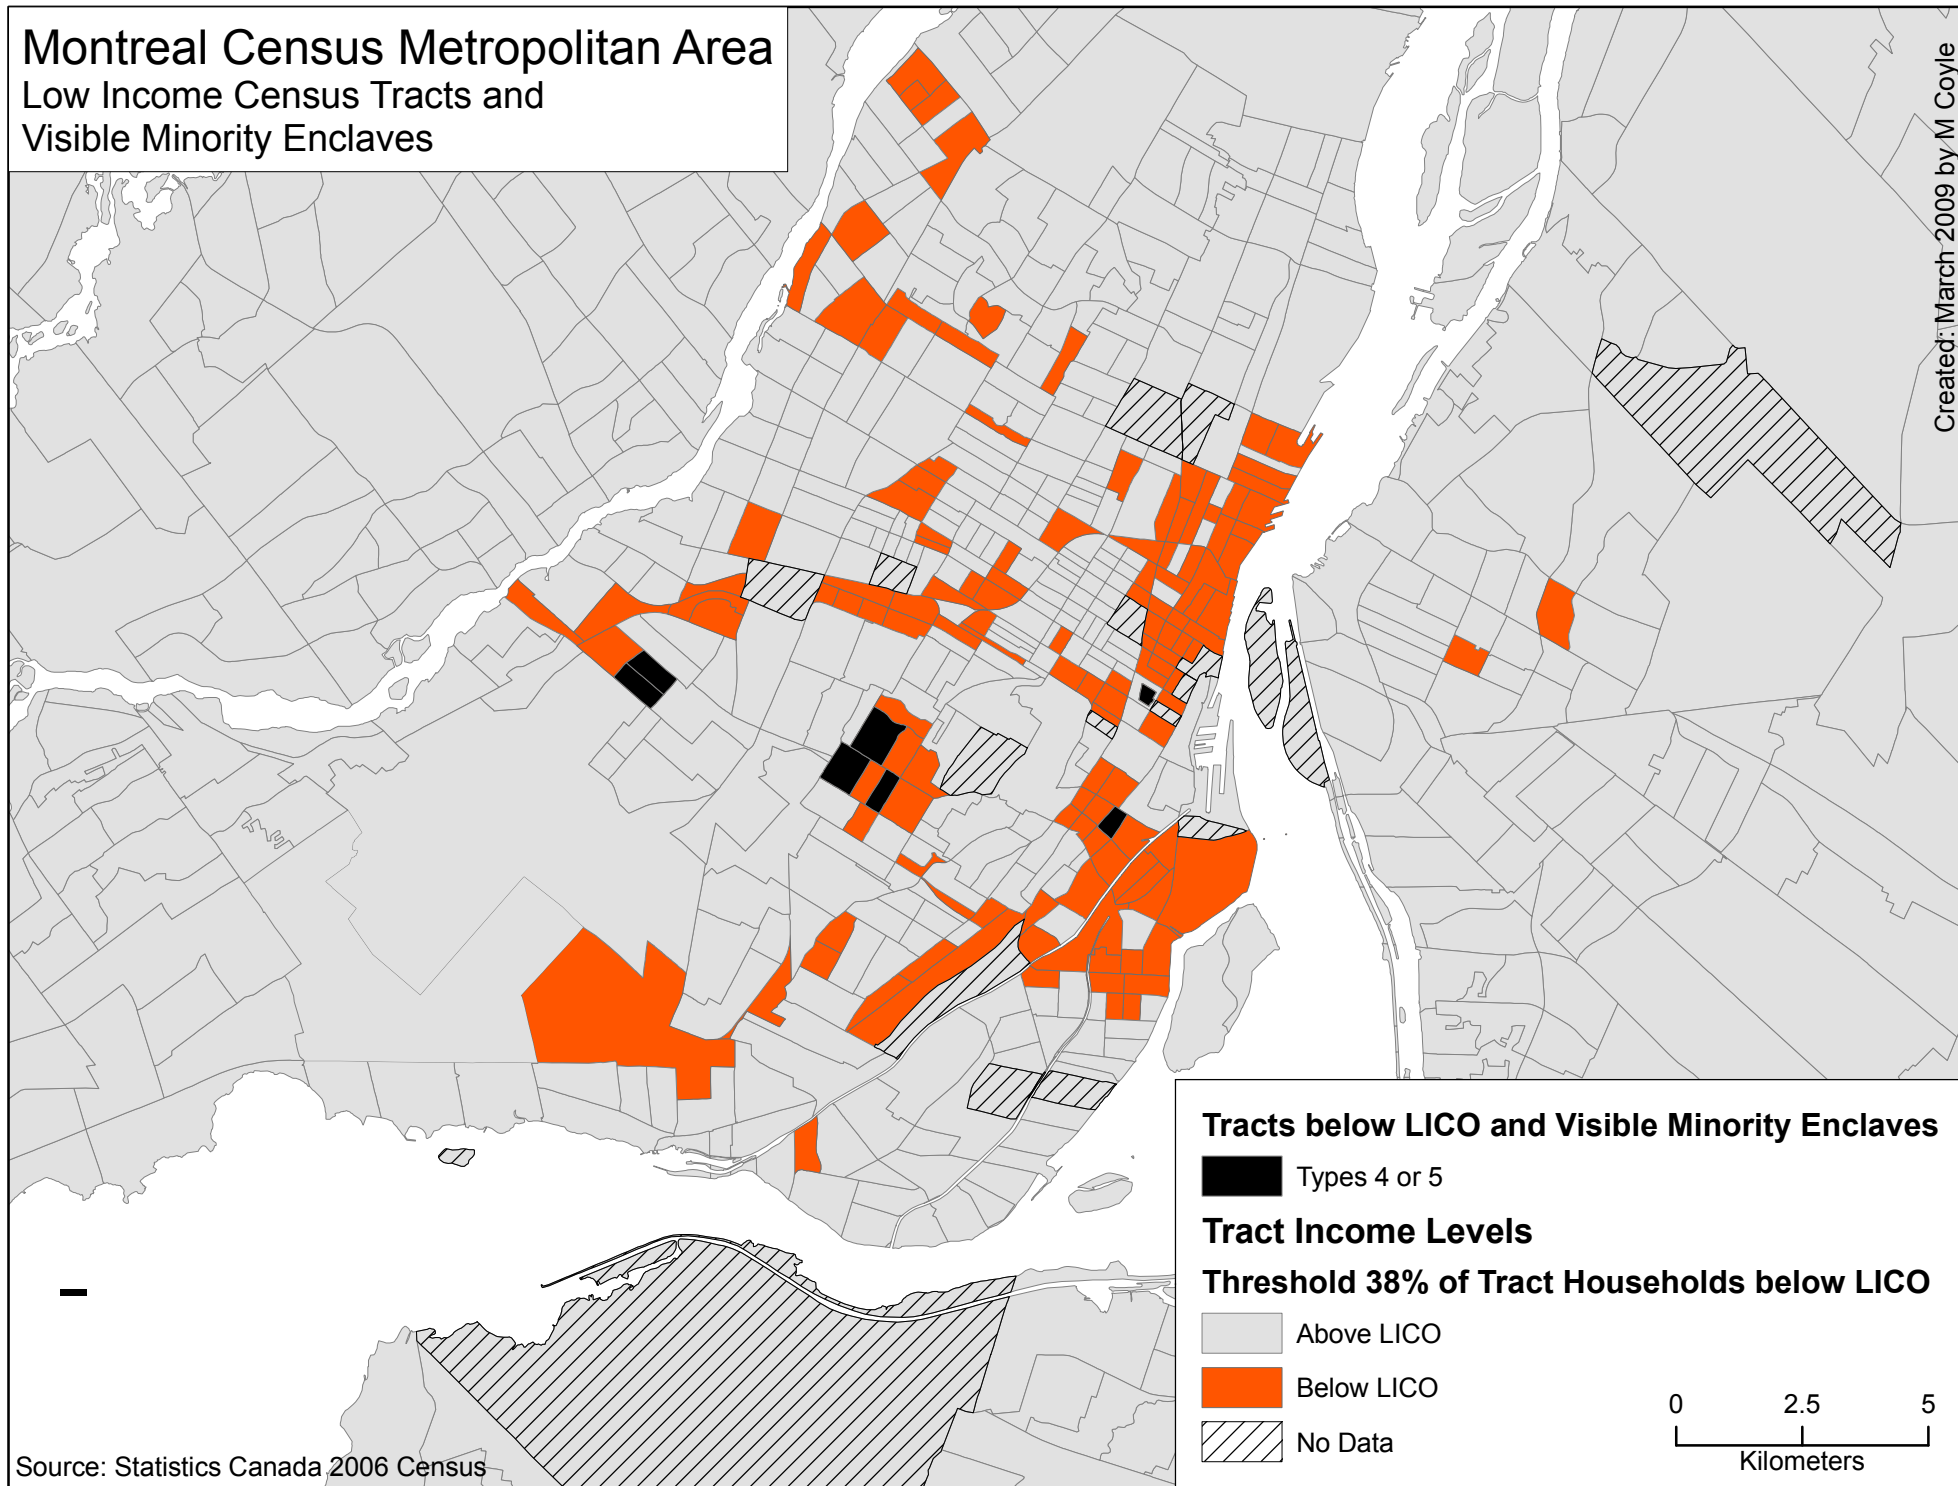 Montreal Census Metropolitan Area
Low Income Census Tracts and
Visible Minority Enclaves
Created: March 2009 by M Coyle
Tracts below LICO and Visible Minority Enclaves
Types 4 or 5
Tract Income Levels
Threshold 38% of Tract Households below LICO
Above LICO
Below LICO
No Data
0 2.5 5
Kilometers
Source: Statistics Canada 2006 Census